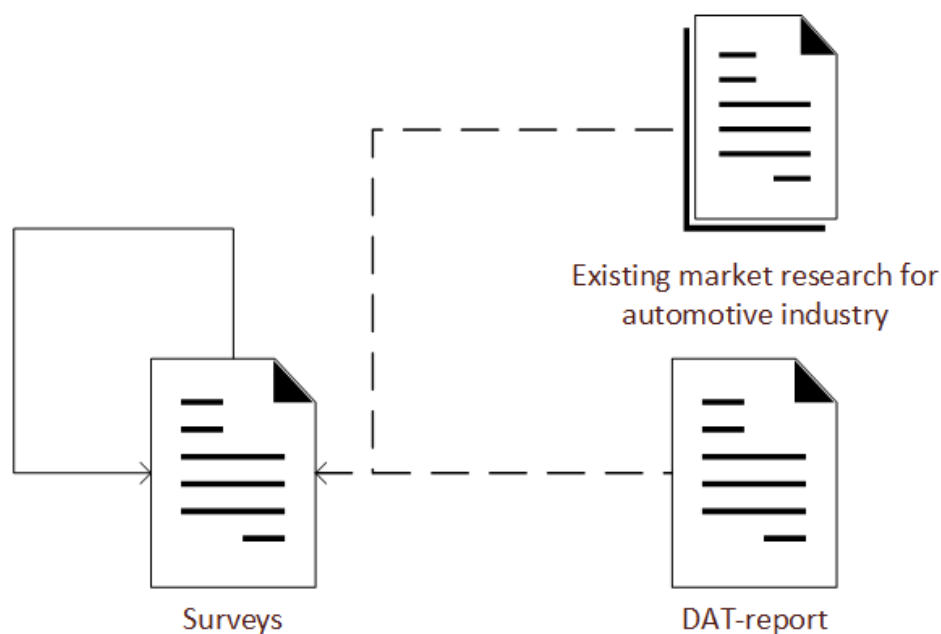 Existing market research for
automotive industry
Surveys
DAT-report